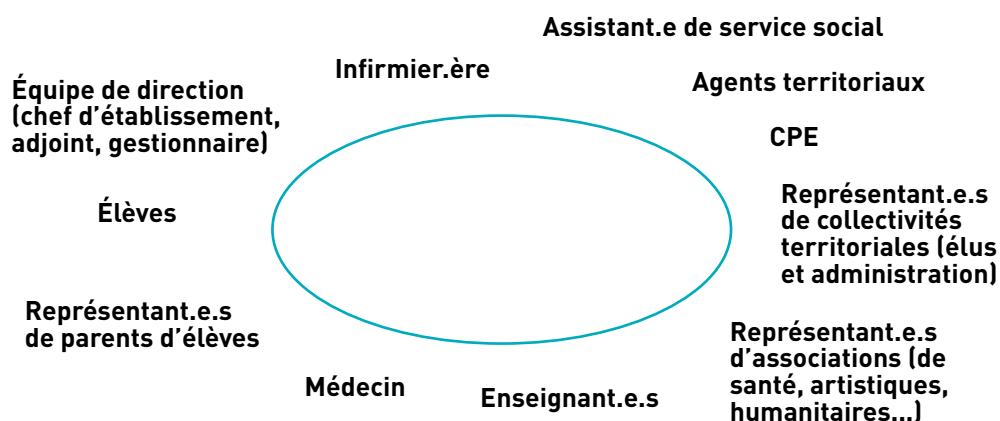 Assistant.e de service social
Infirmier.ère
Agents territoriaux
Équipe de direction
(chef d'établissement,
adjoint, gestionnaire)
CPE
Élèves
Représentant.e.s
de collectivités
territoriales (élus
et administration)
Représentant.e.s
de parents d'élèves
Représentant.e.s
d'associations (de
santé, artistiques,
humanitaires...)
Médecin
Enseignant.e.s